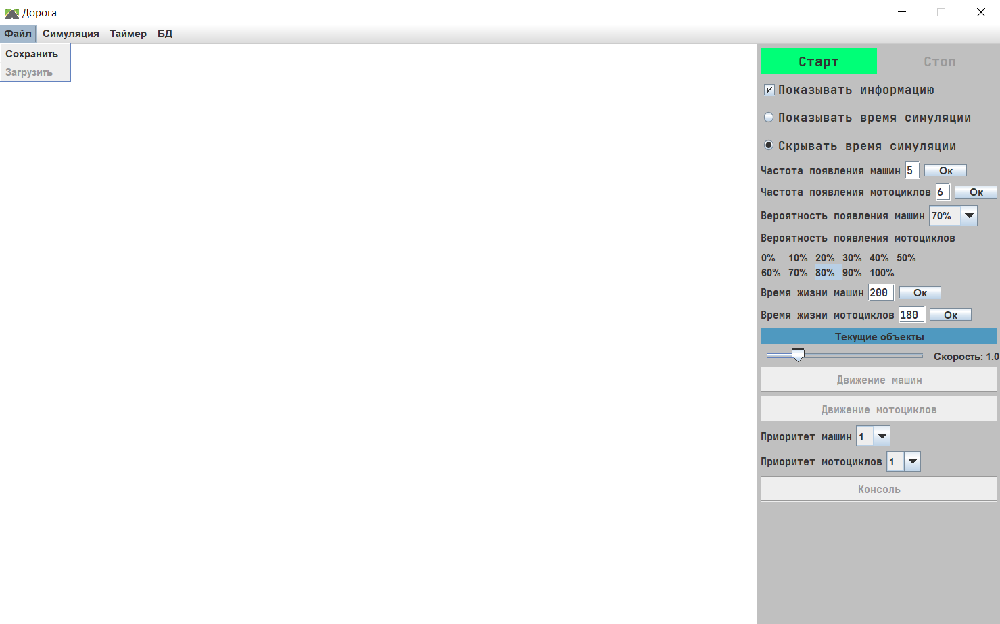 Дорога
Файл Симуляция Таймер БД
Сохранить
Загрузить
Старт Стоп
Показывать информацию
Показывать время симуляции
Скрывать время симуляции
Частота появления машин 5 Ок
Частота появления мотоциклов 6 Ок
Вероятность появления машин 70%
Вероятность появления мотоциклов
0% 10% 20% 30% 40% 50%
60% 70% 80% 90% 100%
Время жизни машин 200 Ок
Время жизни мотоциклов 180 Ок
Текущие объекты
Скорость: 1.0
Движение машин
Движение мотоциклов
Приоритет машин 1
Приоритет мотоциклов 1
Консоль